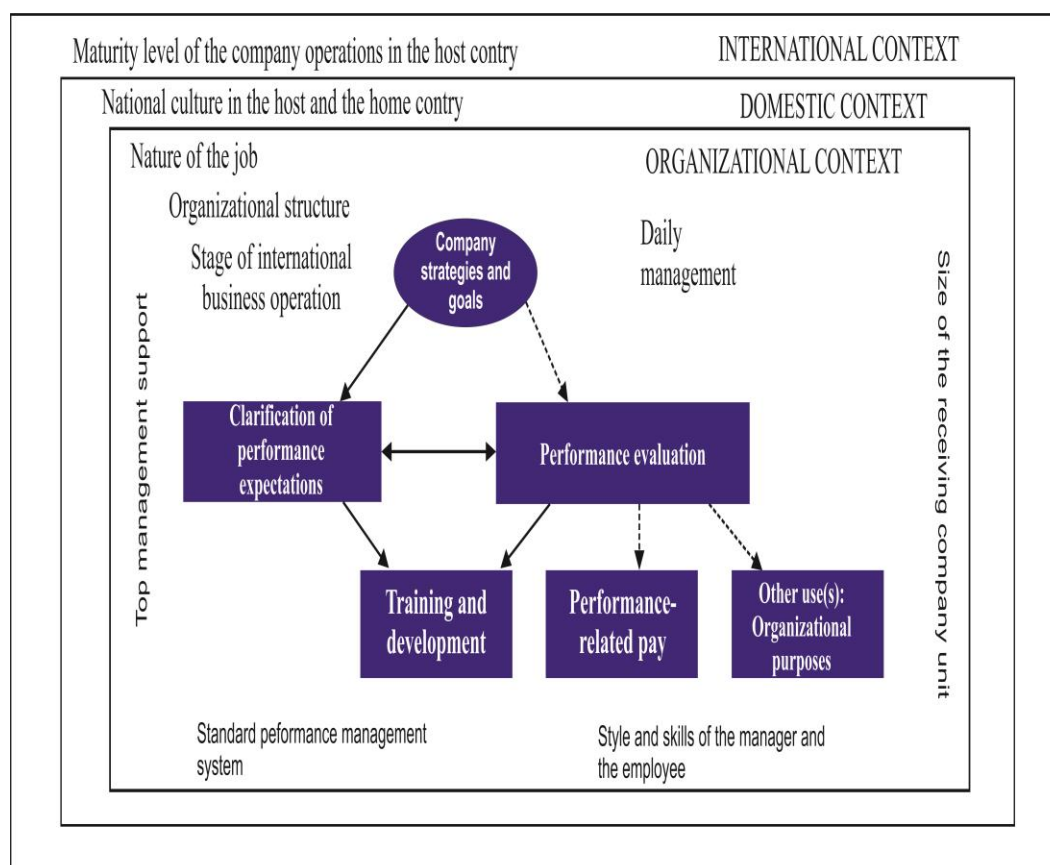 Maturity level of the company operations in the host contry
INTERNATIONAL CONTEXT
National culture in the host and the home contry
DOMESTIC CONTEXT
Nature of the job
ORGANIZATIONAL CONTEXT
Organizational structure
Stage of international
business operation
Company
strategies and
goals
Daily
management
Top management support
Size of the receiving company unit
Clarification of
performance
expectations
Performance evaluation
Training and
development
Performance-
related pay
Other use(s):
Organizational
purposes
Standard peformance management
system
Style and skills of the manager and
the employee